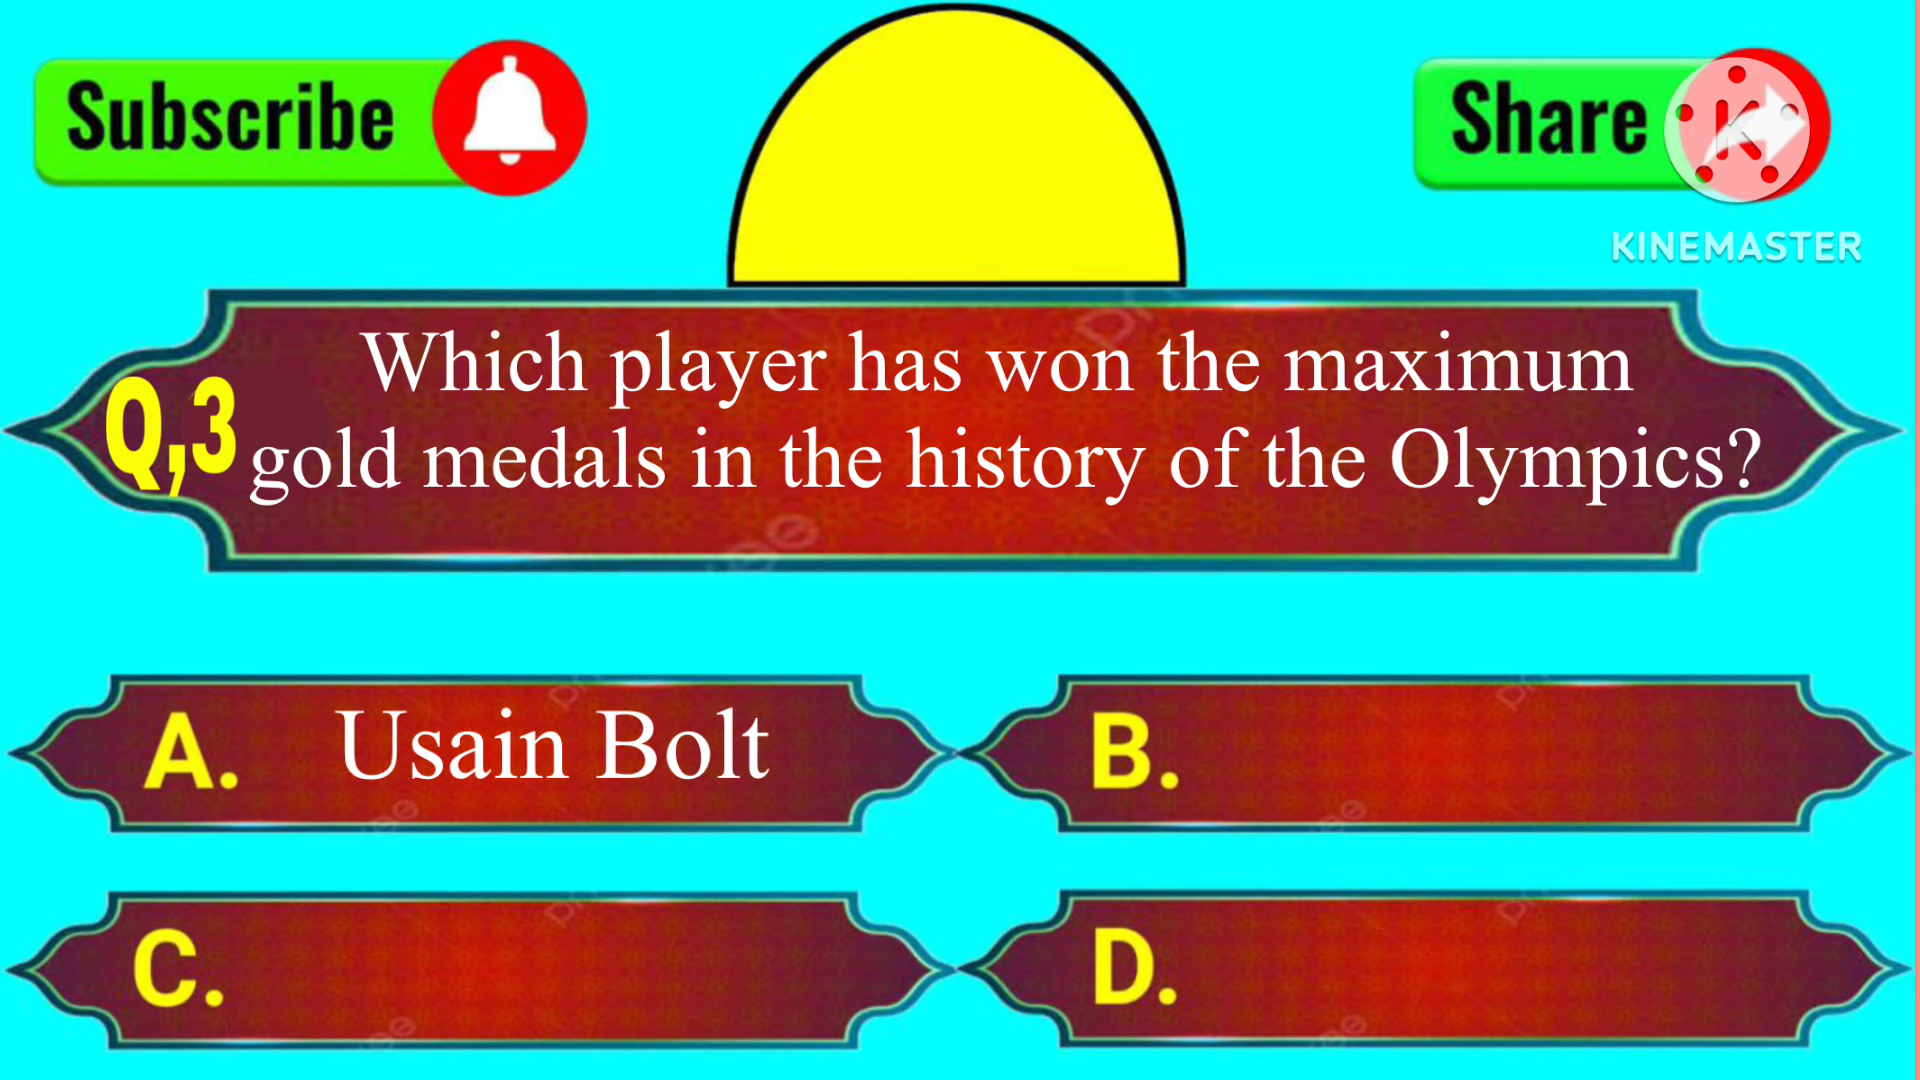 Subscribe
Share
KINEMASTER
Which player has won the maximum
Q,3
gold medals in the history of the Olympics?
A. Usain Bolt
B.
C.
D.